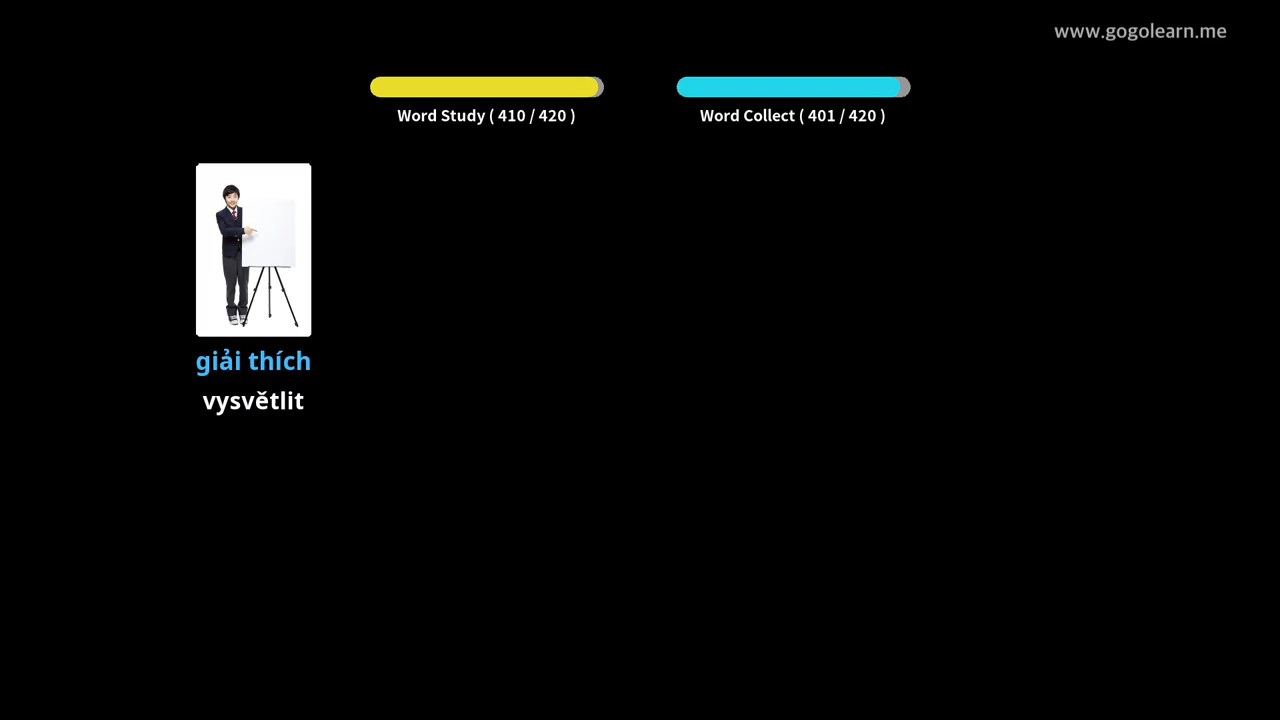 www.gogolearn.me
Word Study ( 410 / 420 )
Word Collect ( 401 / 420 )
giải thích
vysvětlit